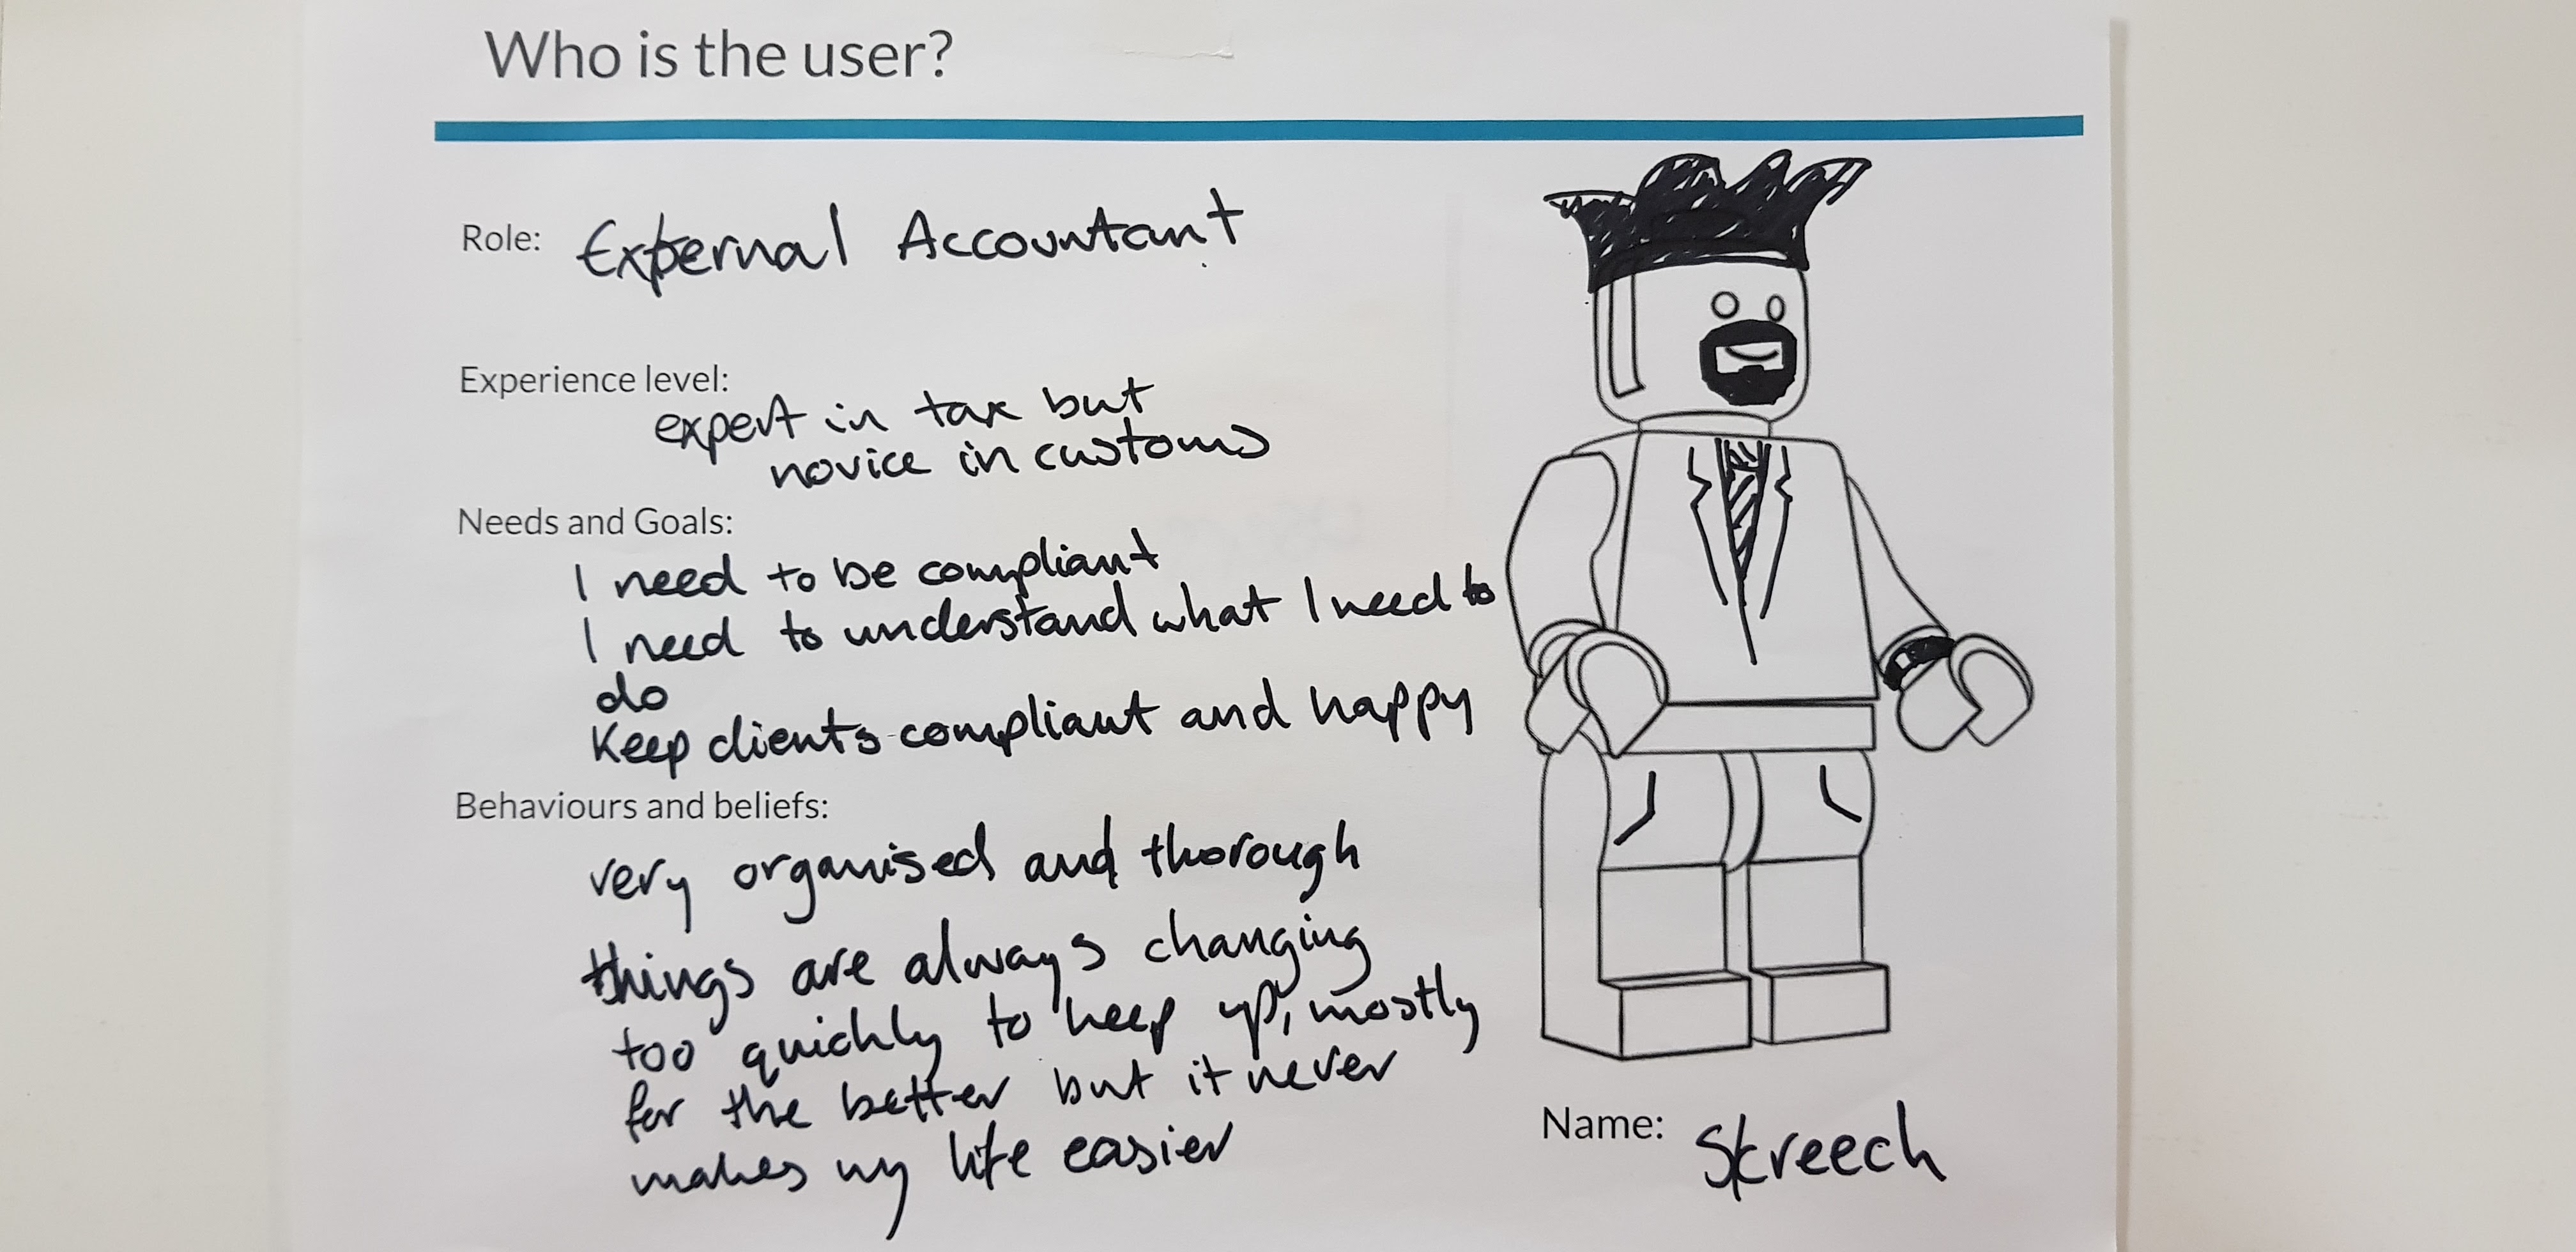 Who is the user?
Role: External Accountant
Experience level:
expert in tax but
novice in customs
Needs and Goals:
I need to be compliant
I need to understand what I need to
do
Keep clients compliant and happy
Behaviours and beliefs:
very organised and thorough
things are always changing
too quickly to keep up, mostly
for the better but it never
makes my life easier
Name: Skreech